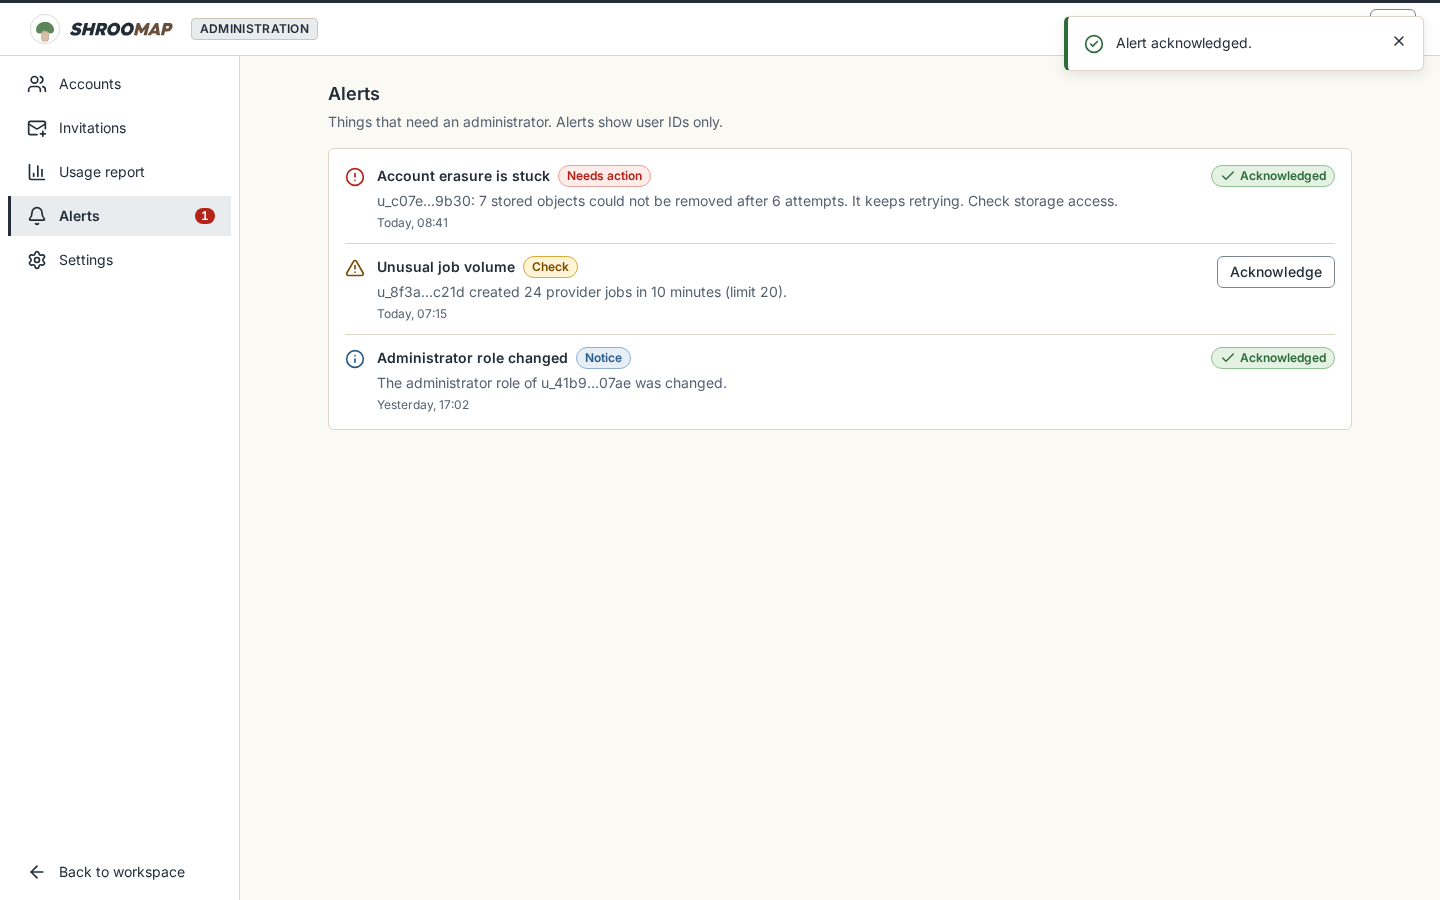 SHROOMAP
ADMINISTRATION
Alert acknowledged.
Accounts
Invitations
Usage report
Alerts
1
Settings
Back to workspace
Alerts
Things that need an administrator. Alerts show user IDs only.
Account erasure is stuck
Needs action
Acknowledged
u_c07e...9b30: 7 stored objects could not be removed after 6 attempts. It keeps retrying. Check storage access.
Today, 08:41
Unusual job volume
Check
Acknowledge
u_8f3a...c21d created 24 provider jobs in 10 minutes (limit 20).
Today, 07:15
Administrator role changed
Notice
Acknowledged
The administrator role of u_41b9...07ae was changed.
Yesterday, 17:02